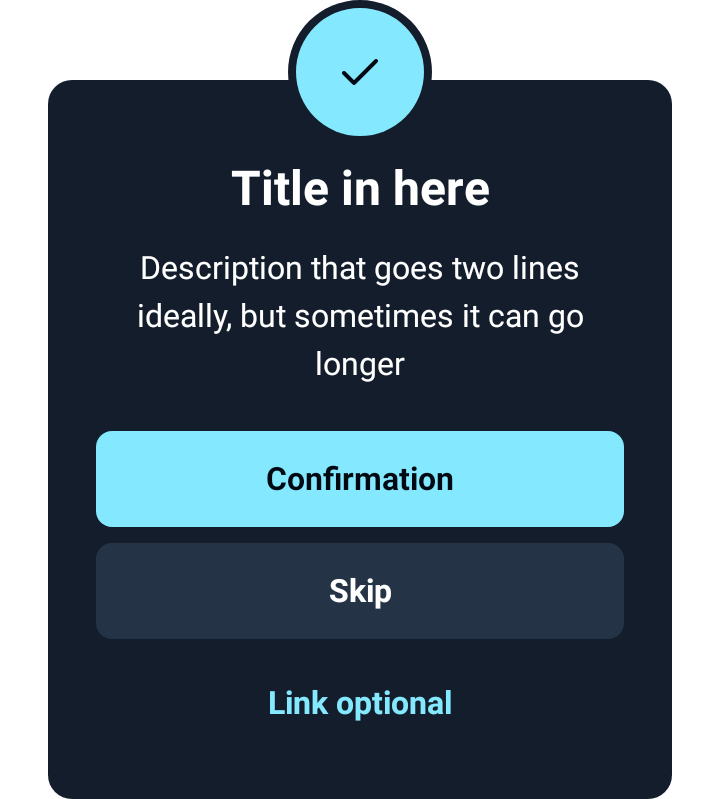 Title in here
Description that goes two lines
ideally, but sometimes it can go
longer
Confirmation
Skip
Link optional